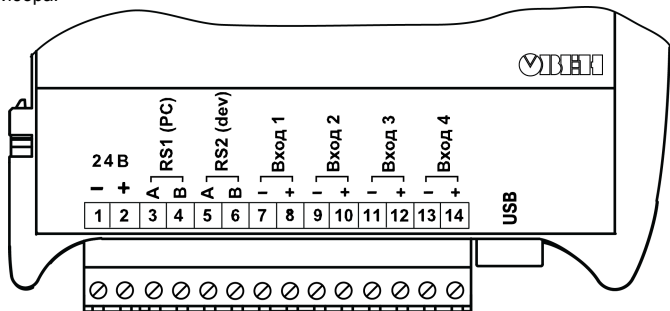 ОВЕН
24В
RS1 (PC)
RS2 (dev)
Вход 1
Вход 2
Вход 3
Вход 4
– + A B A B – + – + – + – +
1 2 3 4 5 6 7 8 9 10 11 12 13 14
USB